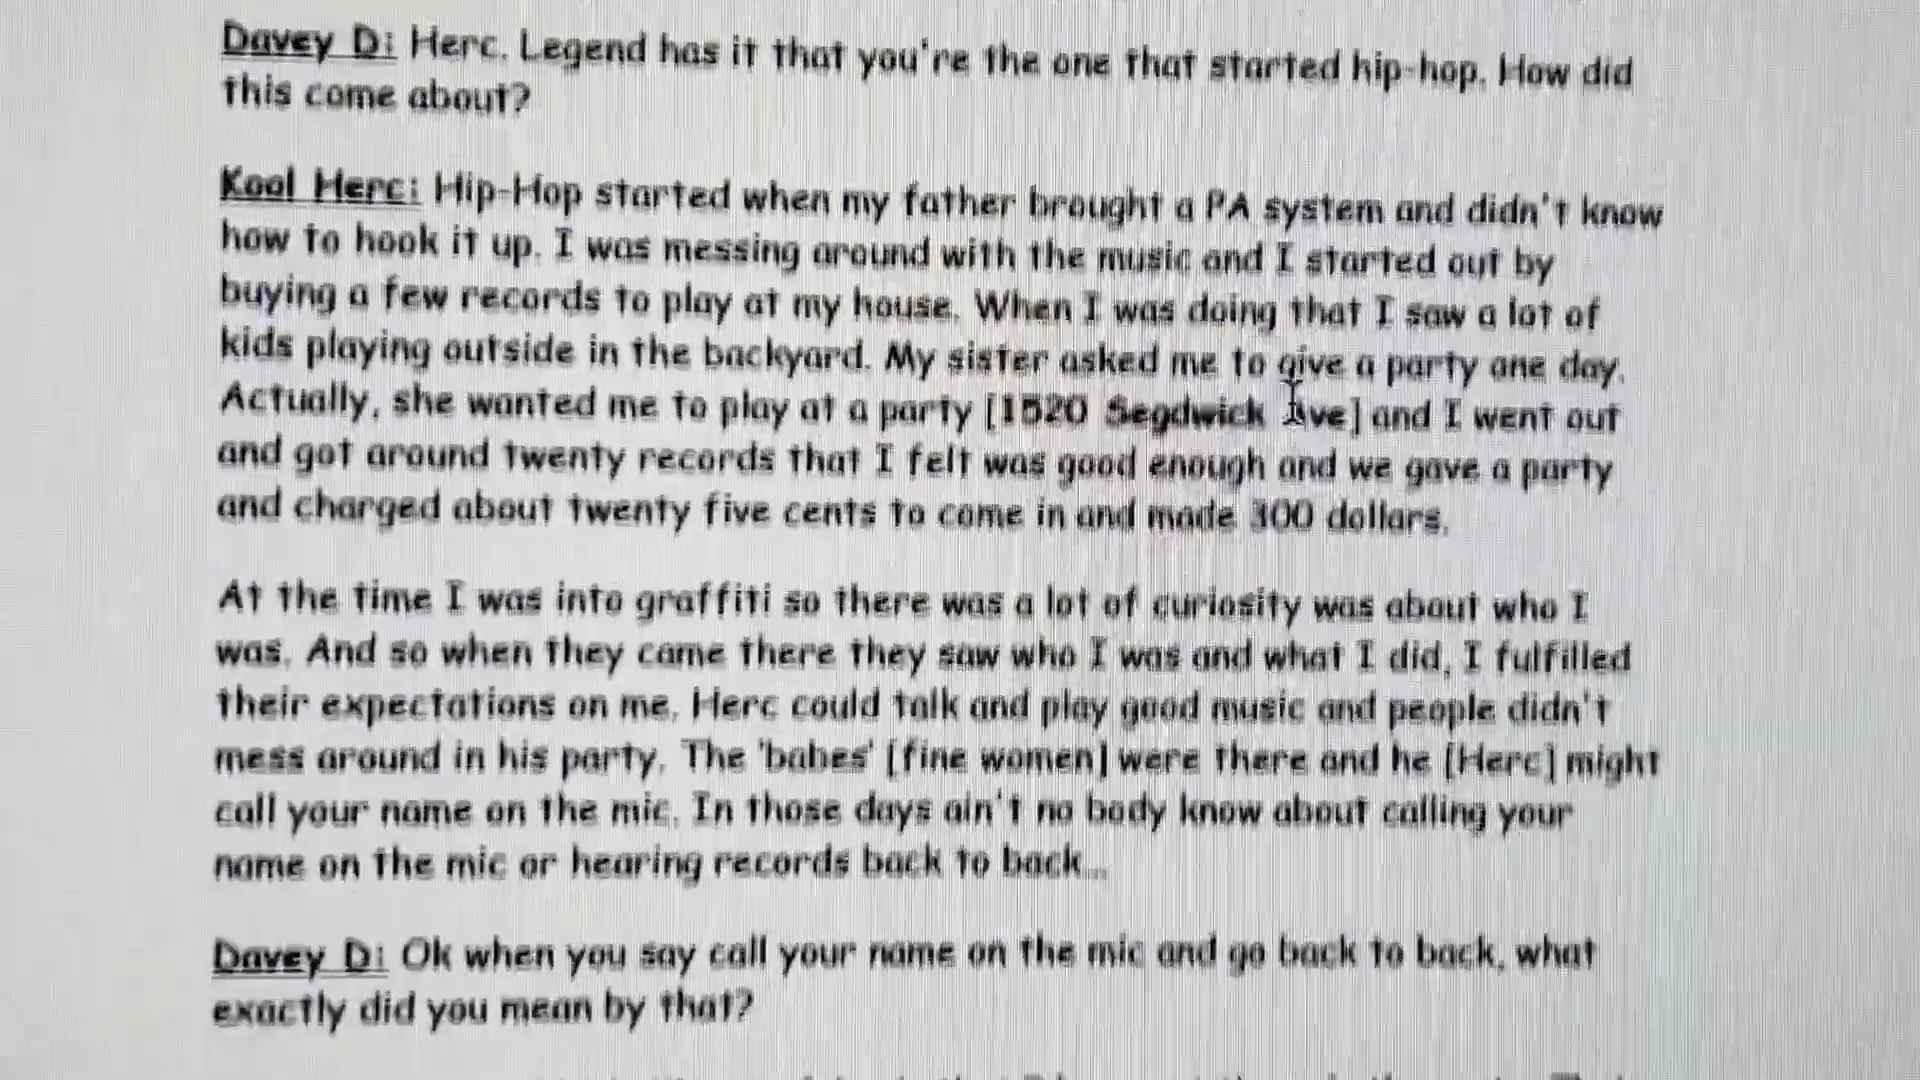 Davey D: Herc. Legend has it that you're the one that started hip-hop. How did
this come about?
Kool Herc: Hip-Hop started when my father brought a PA system and didn't know
how to hook it up. I was messing around with the music and I started out by
buying a few records to play at my house. When I was doing that I saw a lot of
kids playing outside in the backyard. My sister asked me to give a party one day.
Actually, she wanted me to play at a party [1520 Segdwick Ave] and I went out
and got around twenty records that I felt was good enough and we gave a party
and charged about twenty five cents to come in and made 300 dollars.
At the time I was into graffiti so there was a lot of curiosity was about who I
was. And so when they came there they saw who I was and what I did, I fulfilled
their expectations on me. Herc could talk and play good music and people didn't
mess around in his party. The 'babes' [fine women] were there and he [Herc] might
call your name on the mic. In those days ain't no body know about calling your
name on the mic or hearing records back to back...
Davey D: Ok when you say call your name on the mic and go back to back, what
exactly did you mean by that?